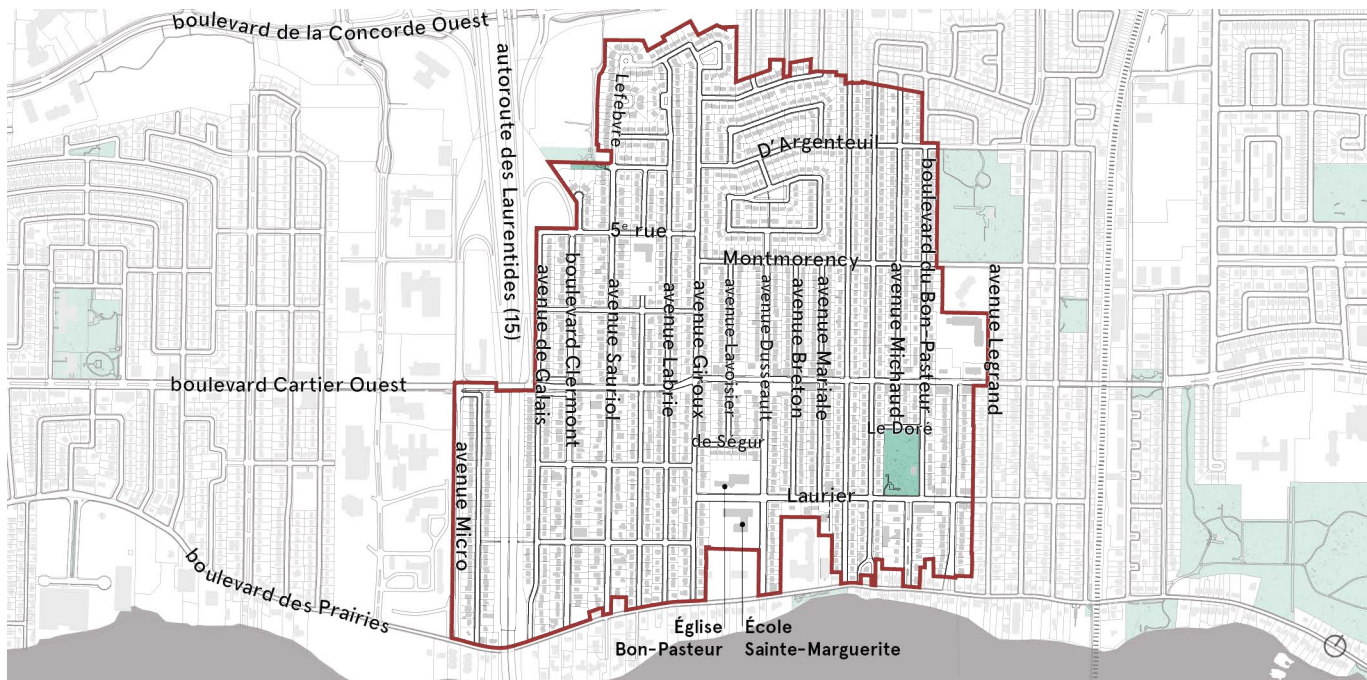 boulevard de la Concorde Ouest
autoroute des Laurentides (15)
Lefebvre
D'Argenteuil
boulevard du Bon-Pasteur
5e rue
Montmorency
avenue de Galais
boulevard Clermont
avenue Sauriol
avenue Labrie
avenue Giroux
avenue Lavoisier
avenue Dusseault
avenue Breton
avenue Mariaie
avenue Michaud
avenue Legrand
boulevard Cartier Ouest
Le Doré
de Ségur
avenue Micro
Laurier
boulevard des Prairies
Église
Bon-Pasteur
École
Sainte-Marguerite